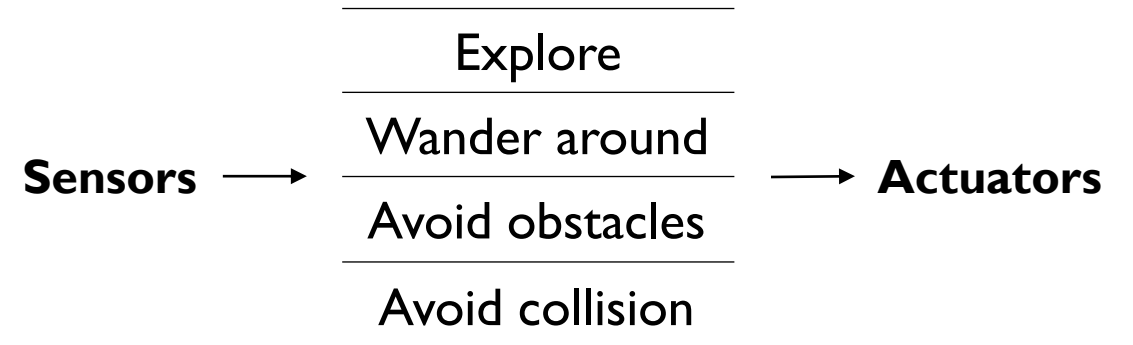 Explore
Wander around
Sensors
Actuators
Avoid obstacles
Avoid collision